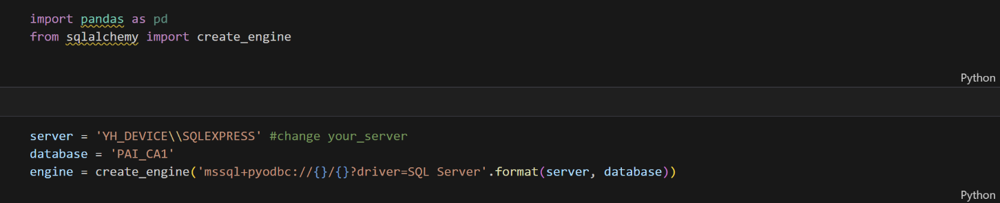 import pandas as pd
from sqlalchemy import create_engine
Python
server = 'YH_DEVICE\\SQLEXPRESS' #change your_server
database = 'PAI_CA1'
engine = create_engine('mssql+pyodbc://{}/{}?driver=SQL Server'.format(server, database))
Python